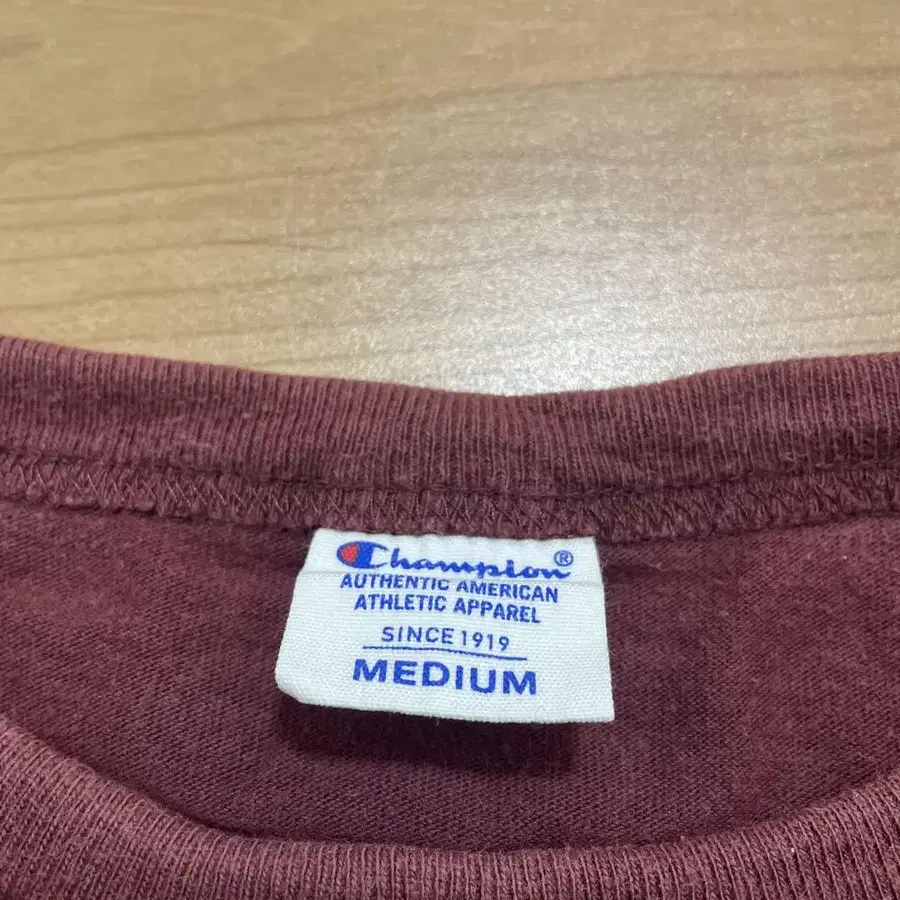 Champion®
AUTHENTIC AMERICAN
ATHLETIC APPAREL
SINCE 1919
MEDIUM